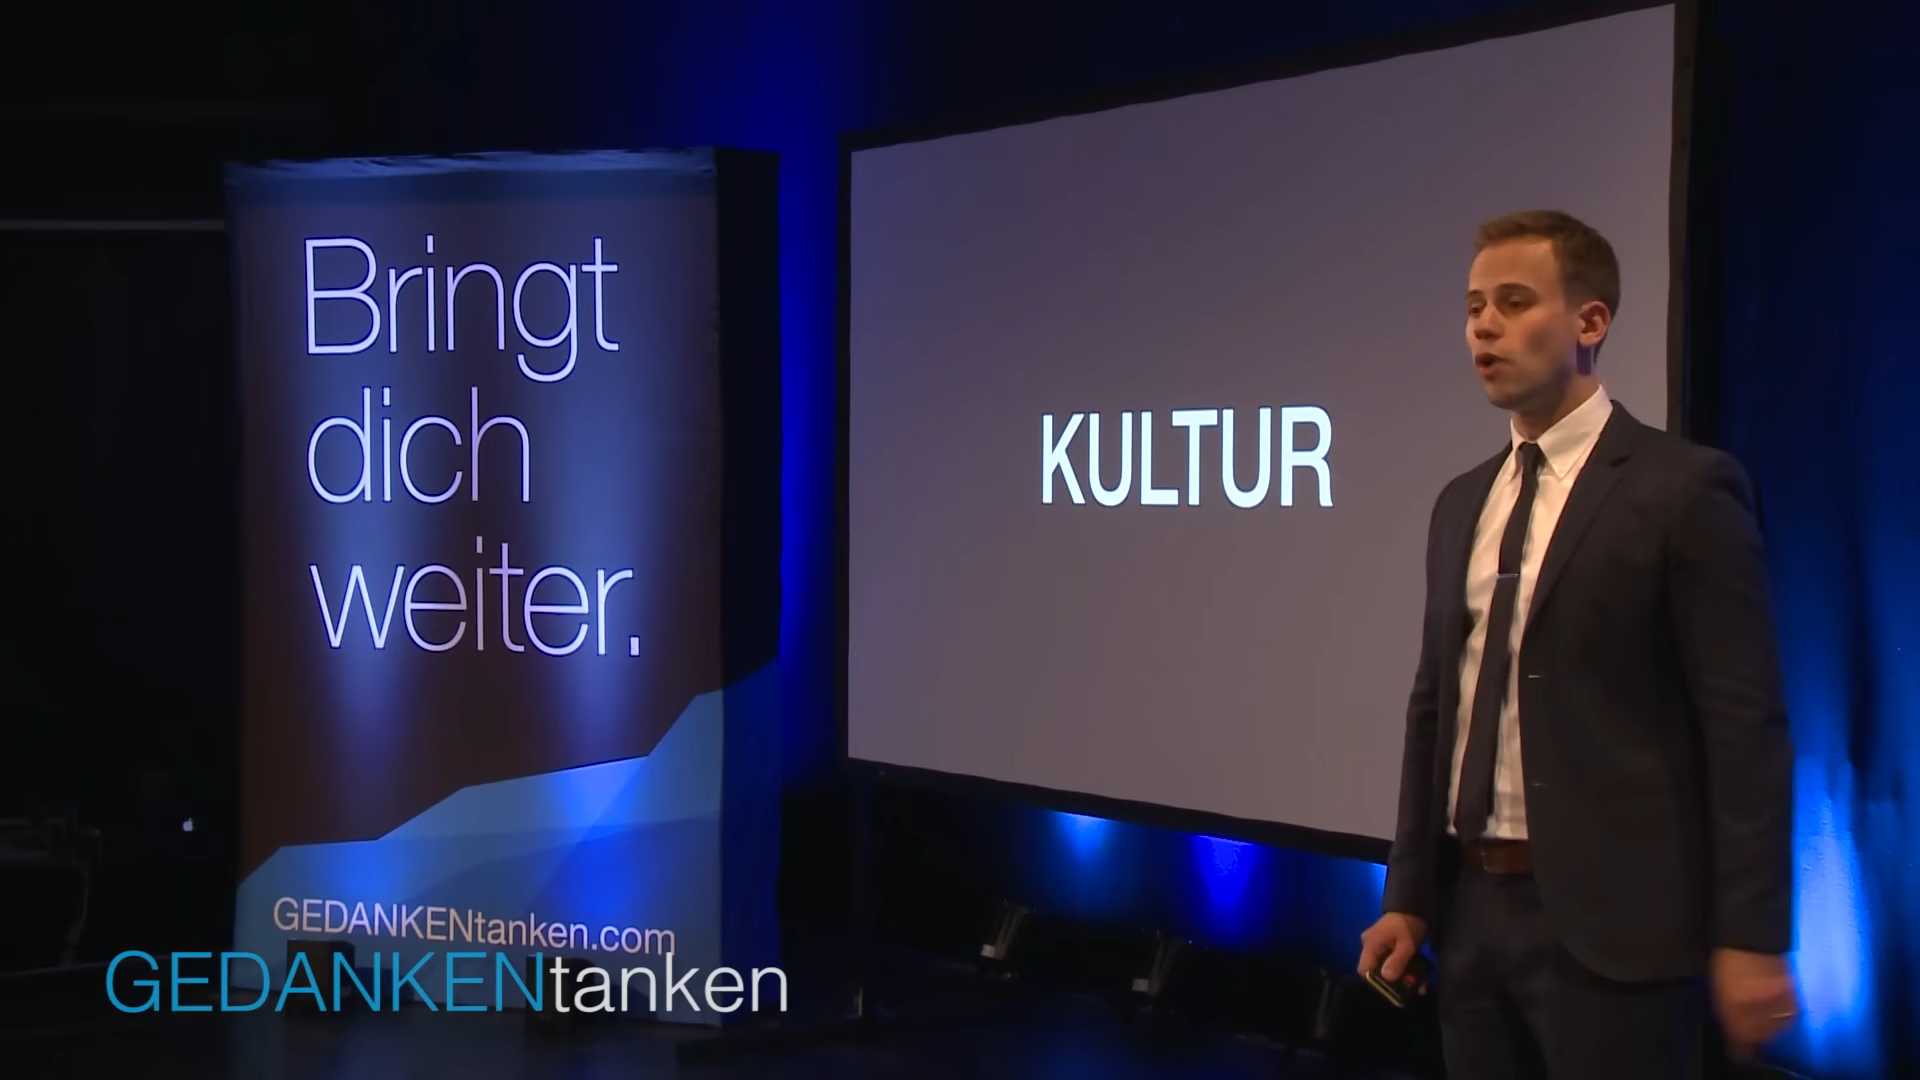 Bringt
dich
weiter.
KULTUR
GEDANKENtanken.com
GEDANKENtanken